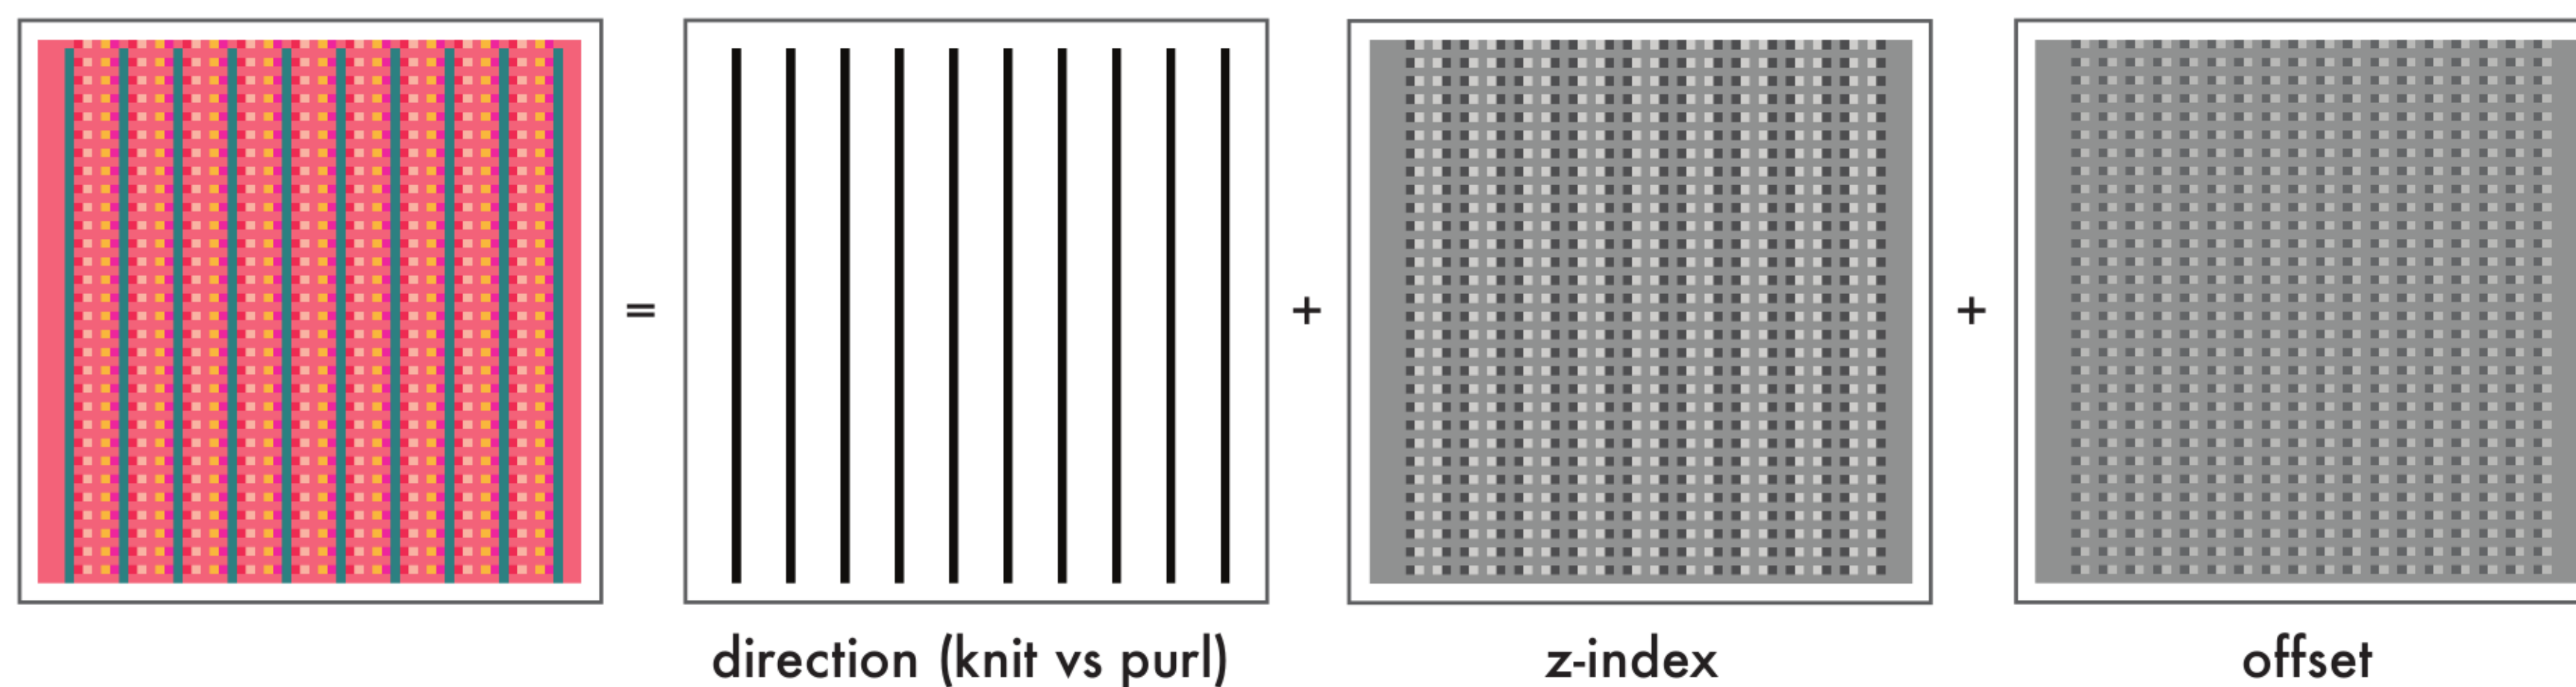 = + +
direction (knit vs purl) z-index offset